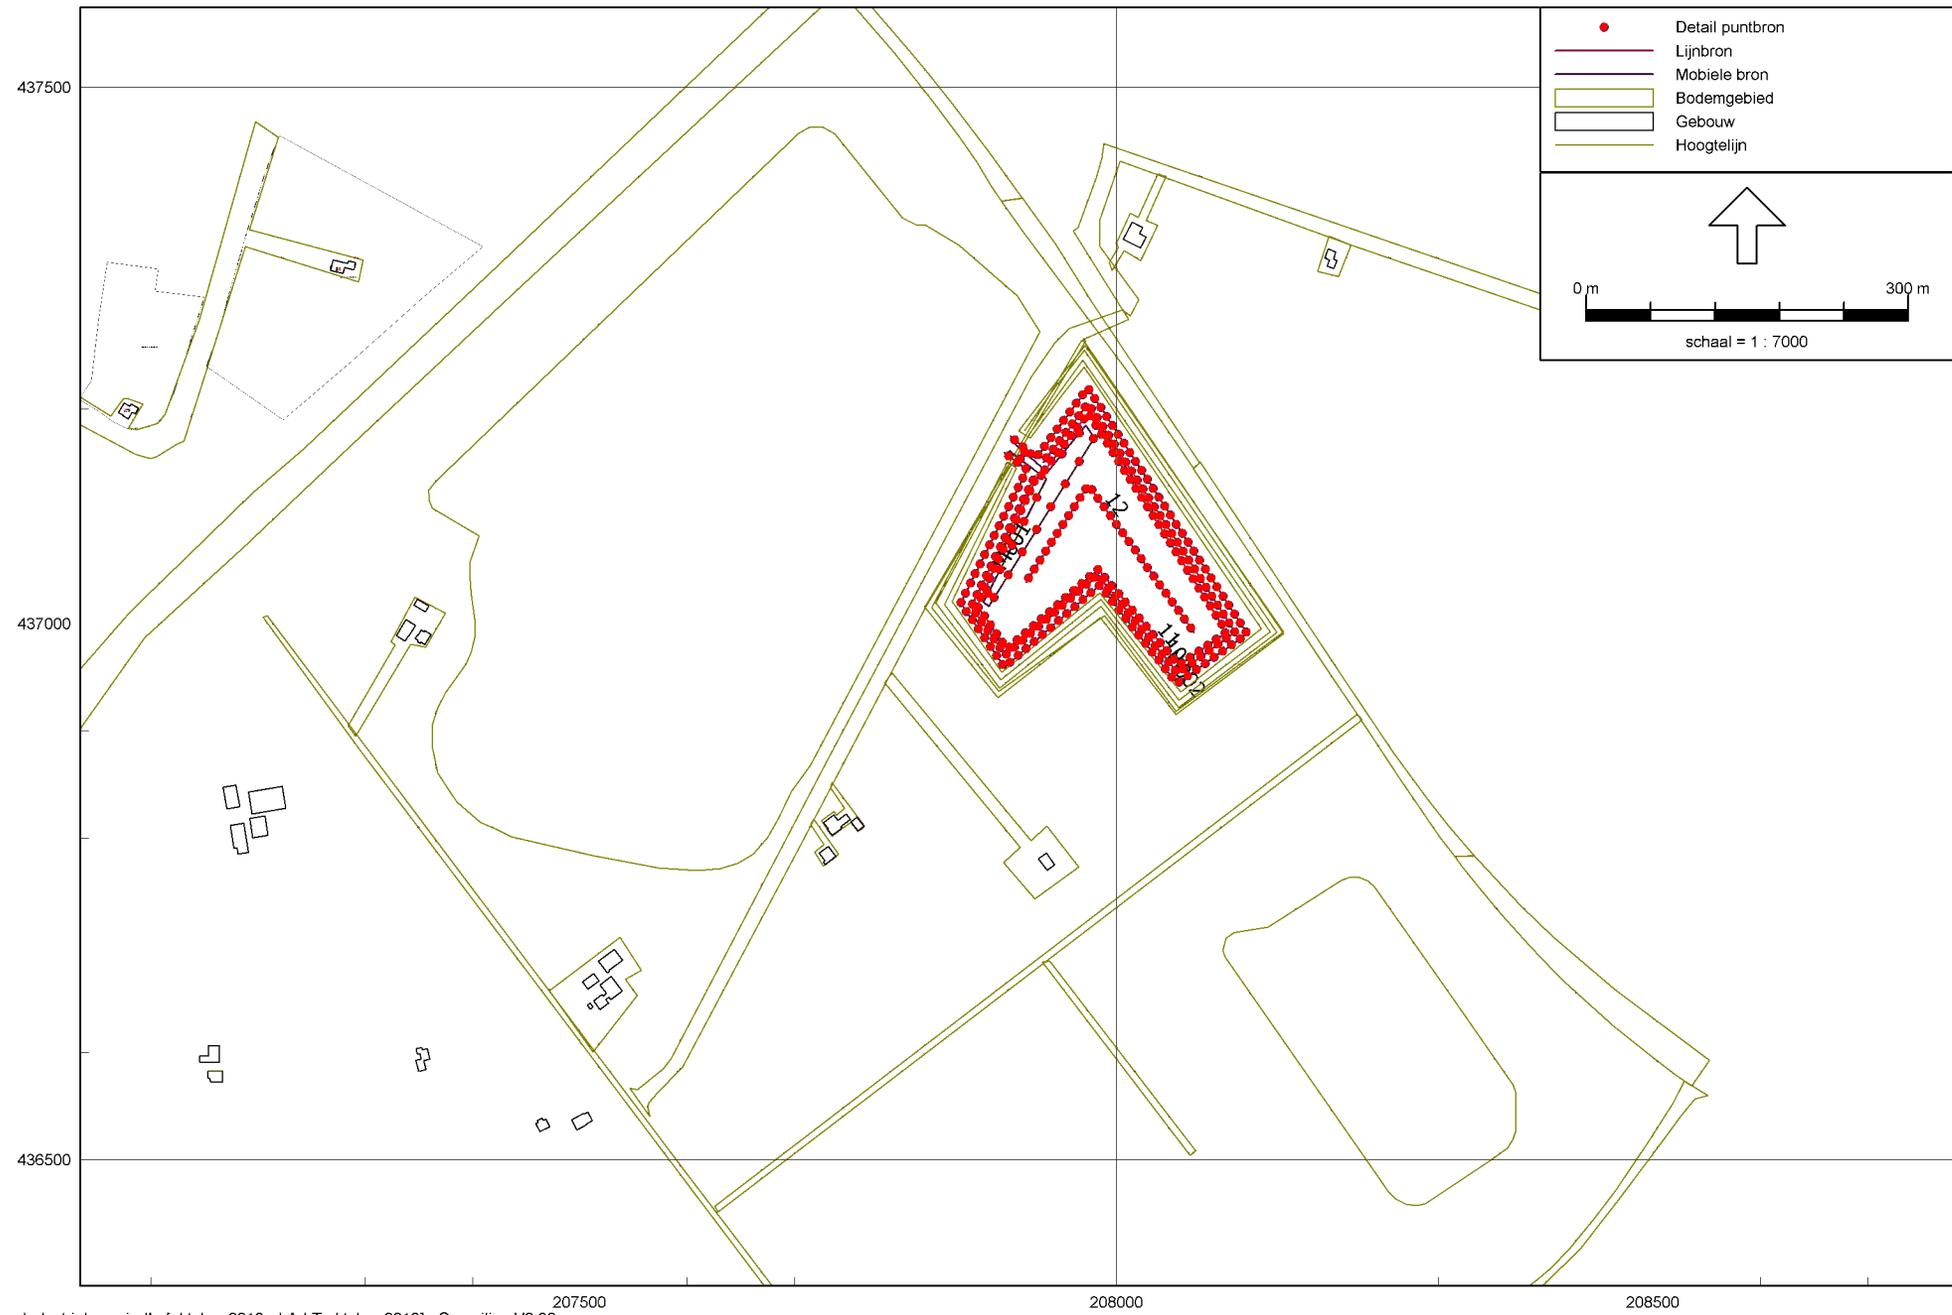 Detail puntbron
Lijnbron
Mobiele bron
Bodemgebied
Gebouw
Hoogtelijn
0 m 300 m
schaal = 1 : 7000
437500
437000
436500
12
207500 208000 208500